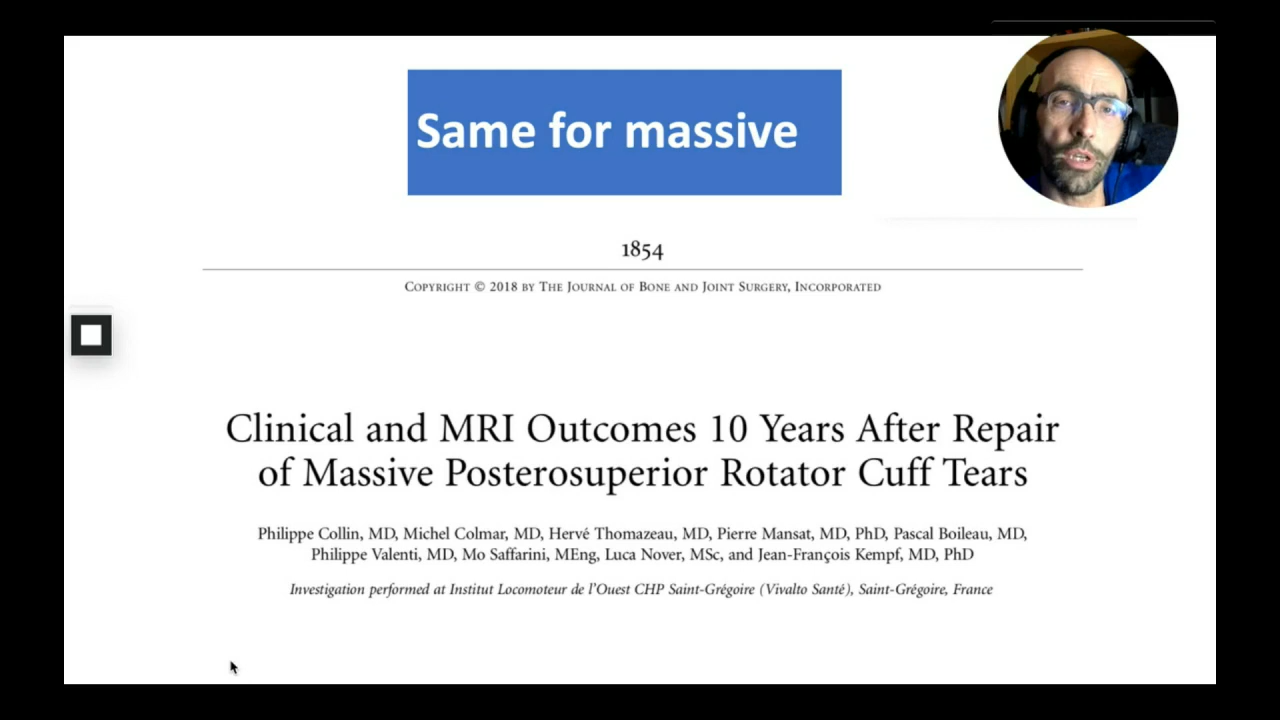 Same for massive
1854
Copyright © 2018 by The Journal of Bone and Joint Surgery, Incorporated
Clinical and MRI Outcomes 10 Years After Repair
of Massive Posterosuperior Rotator Cuff Tears
Philippe Collin, MD, Michel Colmar, MD, Hervé Thomazeau, MD, Pierre Mansat, MD, PhD, Pascal Boileau, MD,
Philippe Valenti, MD, Mo Saffarini, MEng, Luca Nover, MSc, and Jean-François Kempf, MD, PhD
Investigation performed at Institut Locomoteur de l'Ouest CHP Saint-Grégoire (Vivalto Santé), Saint-Grégoire, France